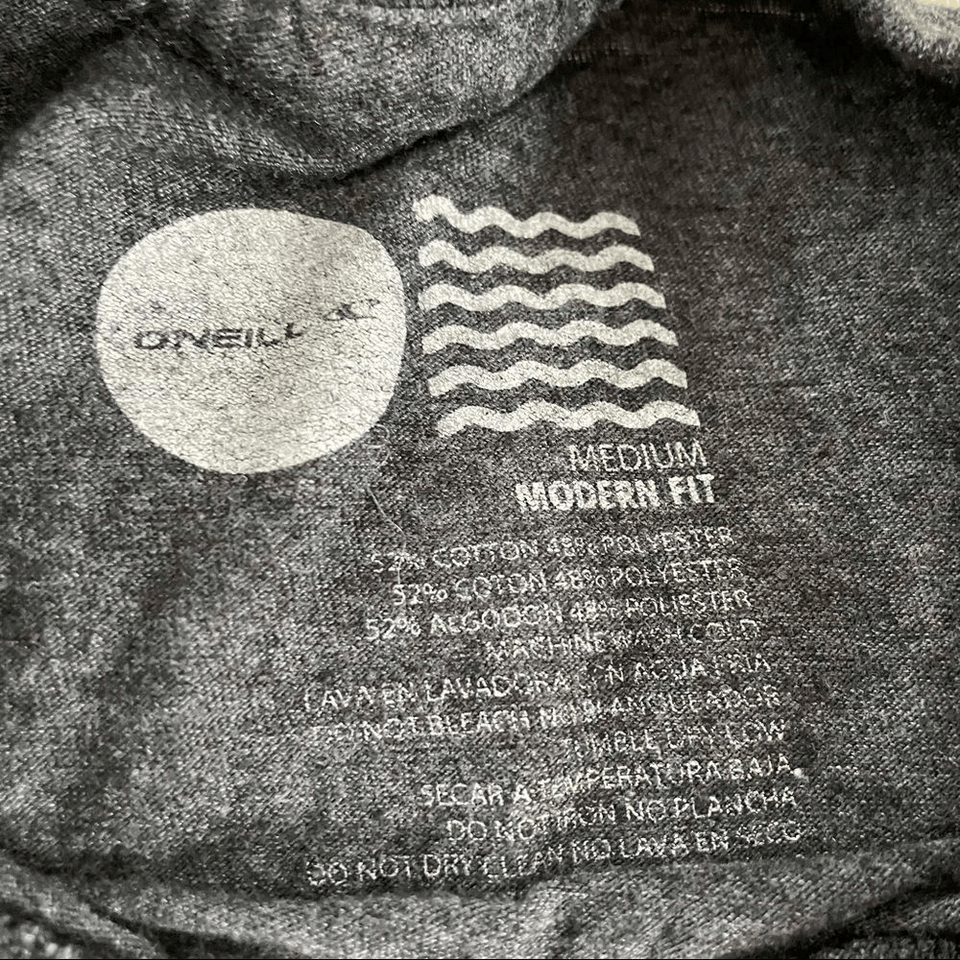 O'NEILL
MEDIUM
MODERN FIT
52% COTTON 48% POLYESTER
52% COTON 48% POLYESTER
52% ALGODON 48% POLIESTER
MACHINE WASH COLD
LAVA EN LAVADORA EN AGUA FRIA
DO NOT BLEACH NO BLANQUEADOR
TUMBLE DRY LOW
SECAR A TEMPERATURA BAJA.
DO NOT IRON NO PLANCHA
DO NOT DRY CLEAN NO LAVA EN SECO